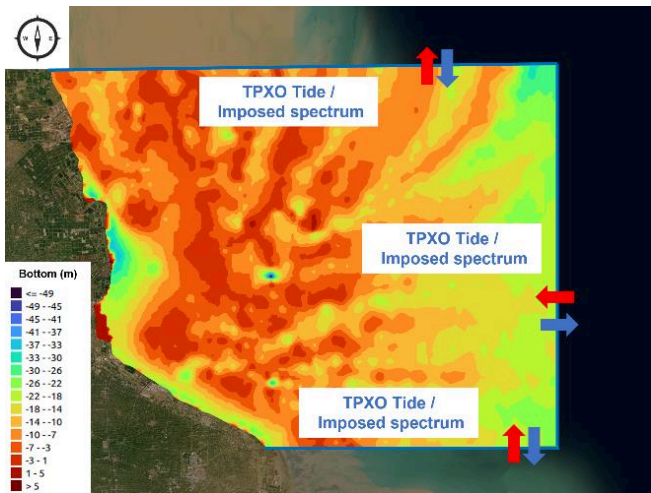 TPXO Tide /
Imposed spectrum
TPXO Tide /
Imposed spectrum
Bottom (m)
<= -49
-49 - -45
-45 - -41
-41 - -37
-37 - -33
-33 - -30
-30 - -26
-26 - -22
-22 - -18
-18 - -14
-14 - -10
-10 - -7
-7 - -3
-3 - 1
1 - 5
> 5
TPXO Tide /
Imposed spectrum